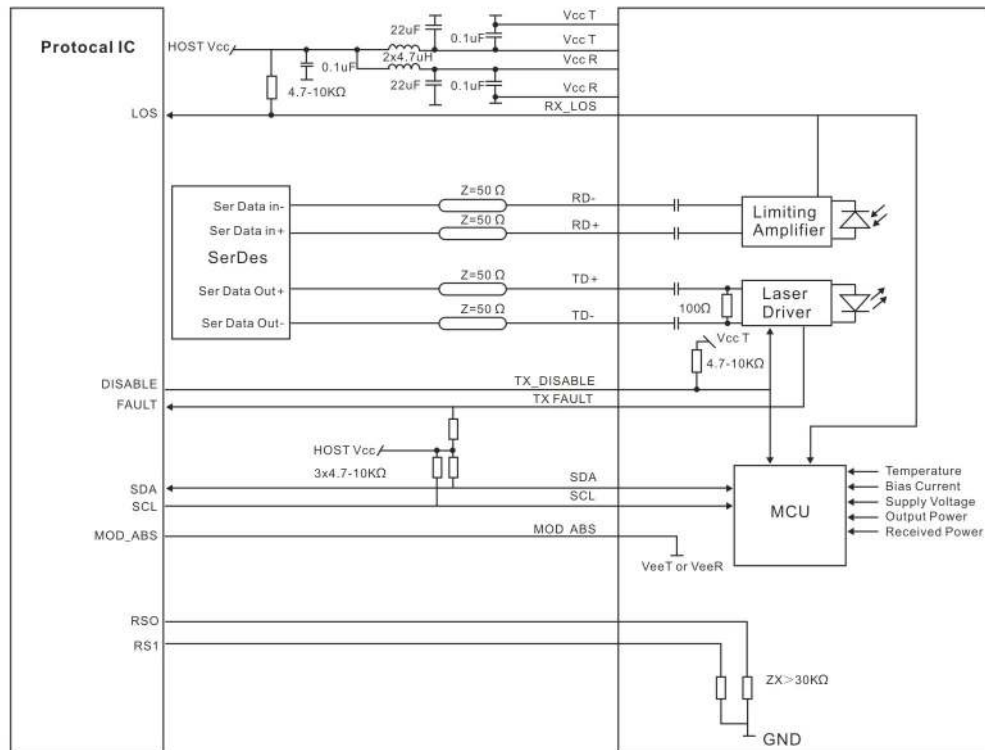 Protocal IC
HOST Vcc
22uF
0.1uF
Vcc T
Vcc T
2x4.7uH
0.1uF
Vcc R
22uF
0.1uF
Vcc R
4.7-10KΩ
LOS
RX_LOS
Ser Data in-
Z=50 Ω
RD-
Ser Data in+
Z=50 Ω
RD+
SerDes
Limiting
Amplifier
Ser Data Out+
Z=50 Ω
TD+
Ser Data Out-
Z=50 Ω
TD-
100Ω
Laser
Driver
Vcc T
4.7-10KΩ
DISABLE
TX_DISABLE
FAULT
TX FAULT
HOST Vcc
3x4.7-10KΩ
SDA
SDA
SCL
SCL
MCU
Temperature
Bias Current
Supply Voltage
Output Power
Received Power
MOD_ABS
MOD ABS
VeeT or VeeR
RSO
RS1
ZX>30KΩ
GND